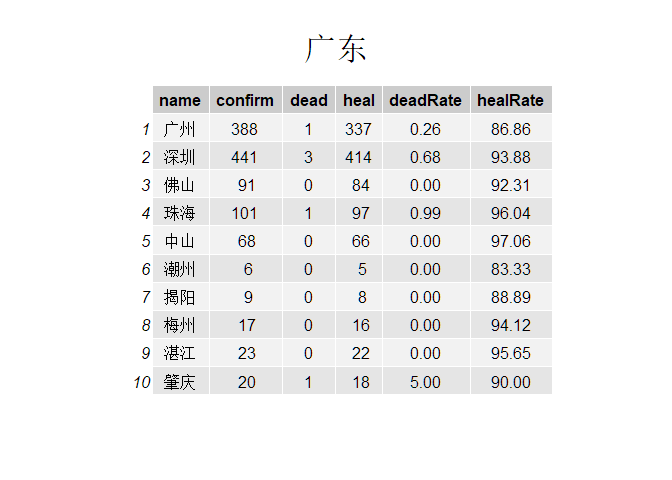 广东
name confirm dead heal deadRate healRate
1 广州 388 1 337 0.26 86.86
2 深圳 441 3 414 0.68 93.88
3 佛山 91 0 84 0.00 92.31
4 珠海 101 1 97 0.99 96.04
5 中山 68 0 66 0.00 97.06
6 潮州 6 0 5 0.00 83.33
7 揭阳 9 0 8 0.00 88.89
8 梅州 17 0 16 0.00 94.12
9 湛江 23 0 22 0.00 95.65
10 肇庆 20 1 18 5.00 90.00